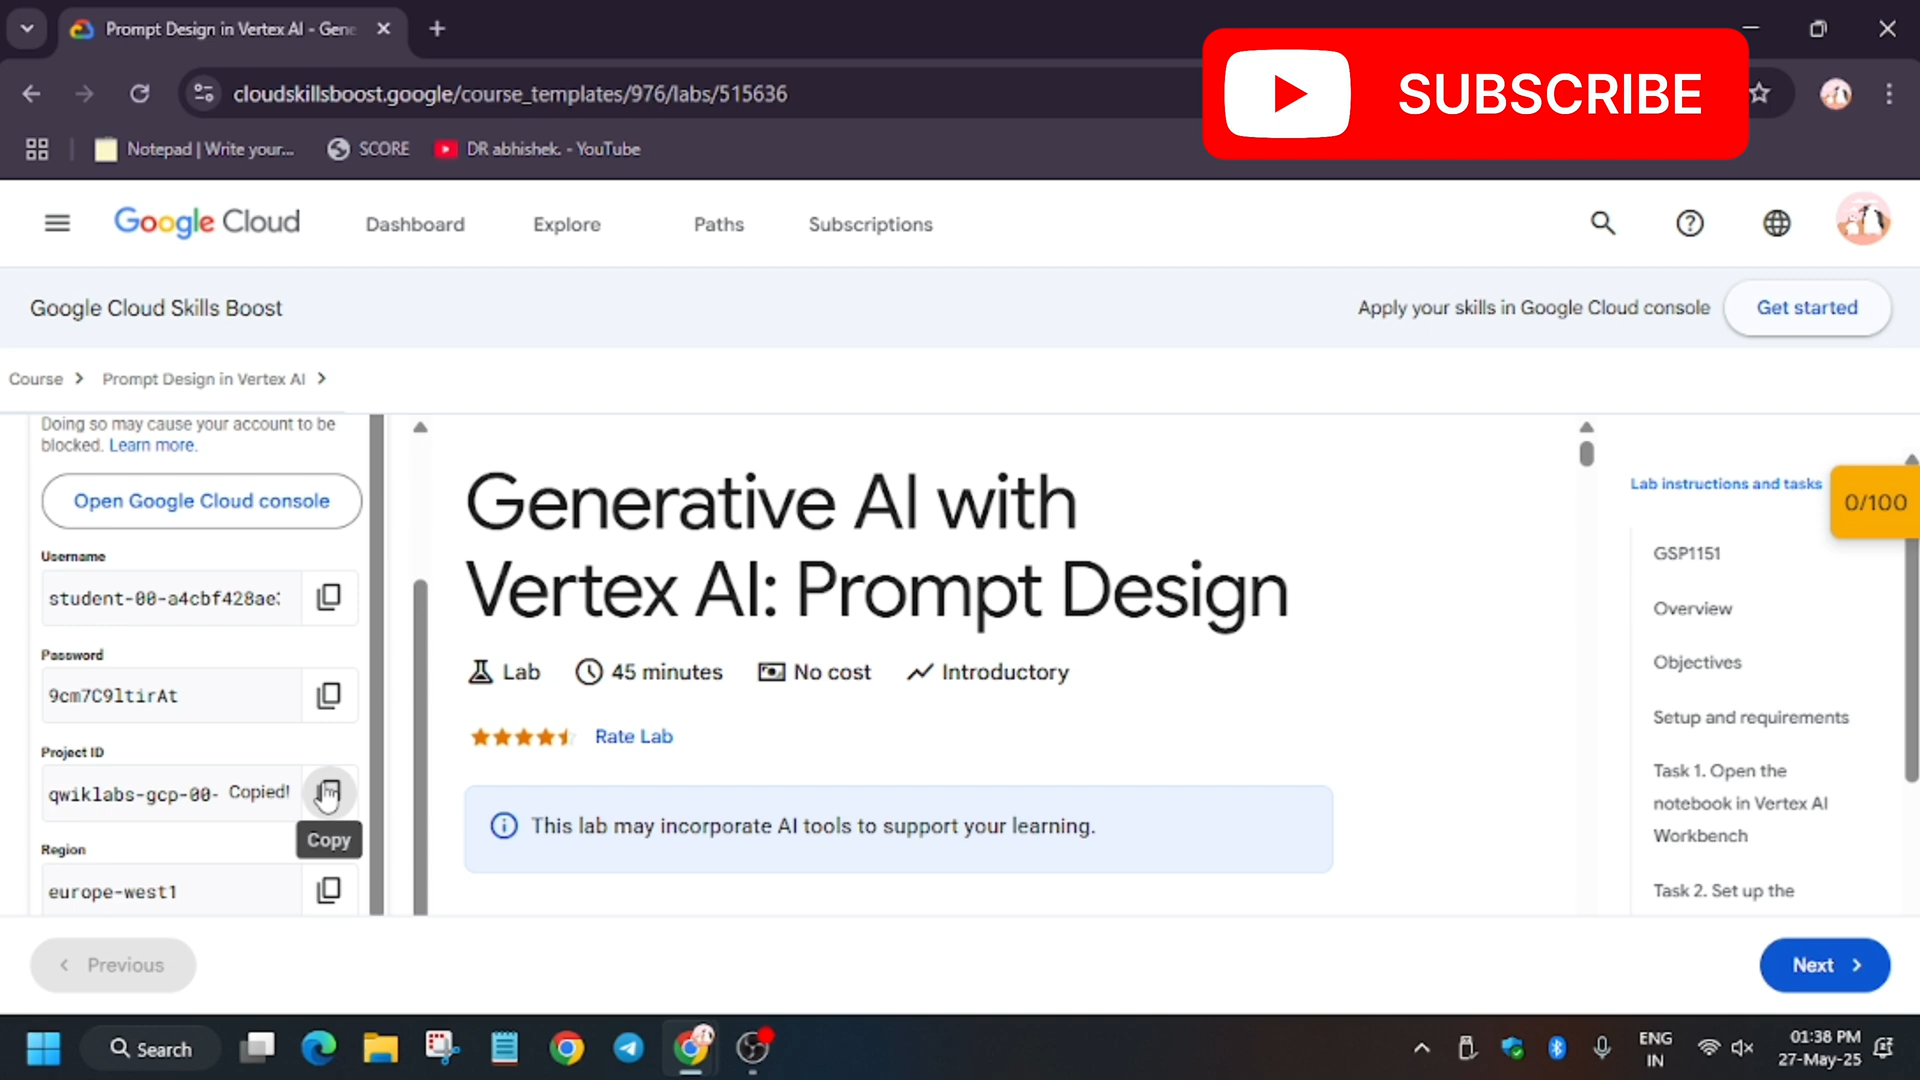 Prompt Design in Vertex AI - Gene
cloudskillsboost.google/course_templates/976/labs/515636
SUBSCRIBE
Notepad | Write your...
SCORE
DR abhishek. - YouTube
Google Cloud
Dashboard
Explore
Paths
Subscriptions
Google Cloud Skills Boost
Apply your skills in Google Cloud console
Get started
Course
Prompt Design in Vertex AI
Doing so may cause your account to be
blocked. Learn more.
Open Google Cloud console
Username
student-00-a4cbf428ae
Password
9cm7C9ltirAt
Project ID
qwiklabs-gcp-00-
Copied!
Copy
Region
europe-west1
Generative AI with
Vertex AI: Prompt Design
Lab
45 minutes
No cost
Introductory
Rate Lab
This lab may incorporate AI tools to support your learning.
Lab instructions and tasks
0/100
GSP1151
Overview
Objectives
Setup and requirements
Task 1. Open the
notebook in Vertex AI
Workbench
Task 2. Set up the
Previous
Next
Search
ENG
IN
01:38 PM
27-May-25